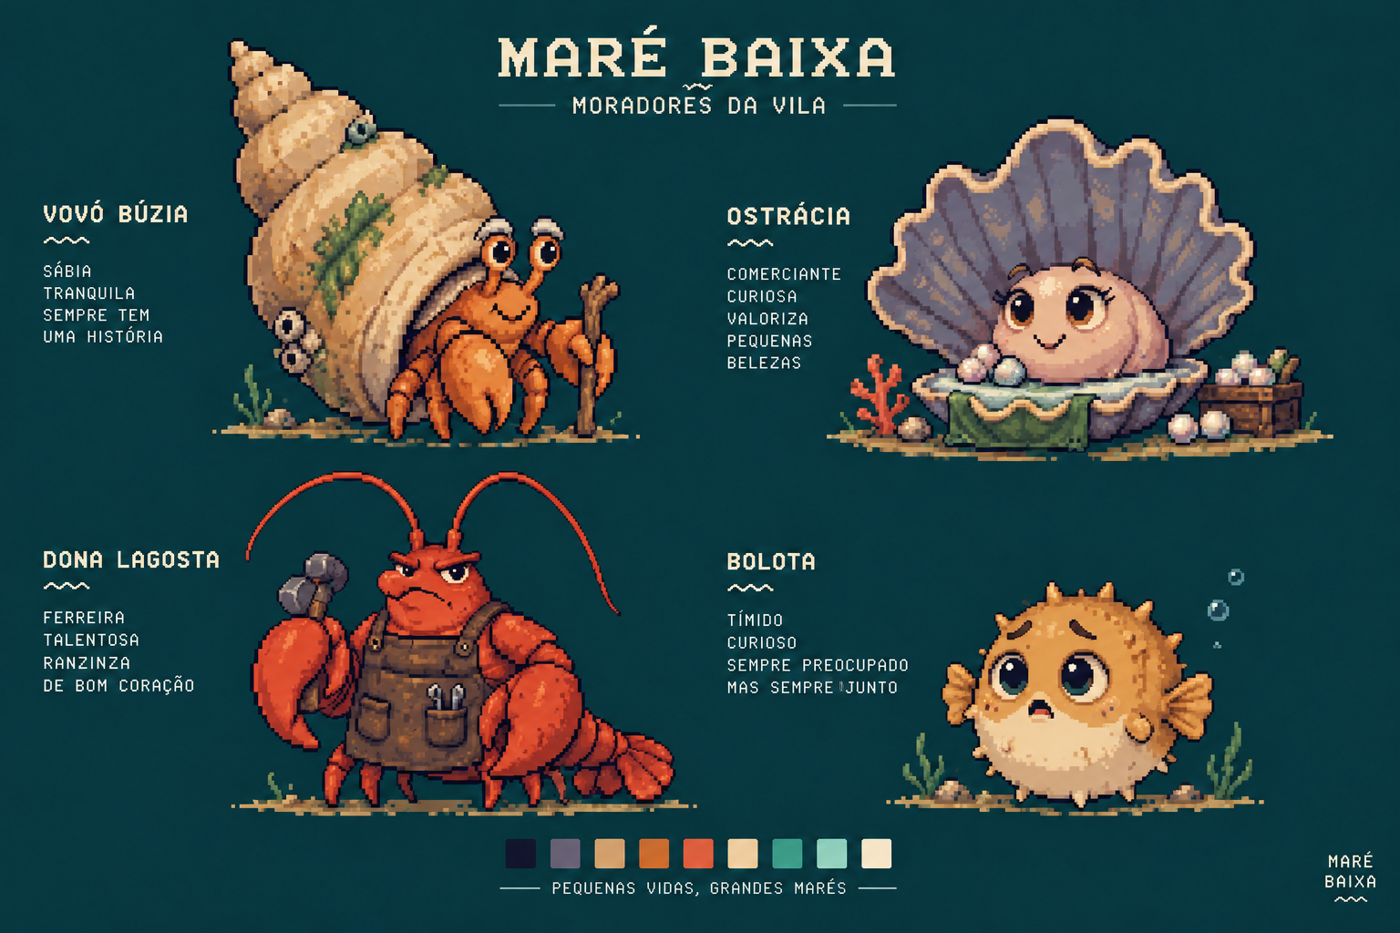 MARÉ BAIXA
MORADORES DA VILA
VOVÓ BÚZIA
SÁBIA
TRANQUILA
SEMPRE TEM
UMA HISTÓRIA
OSTRÁCIA
COMERCIANTE
CURIOSA
VALORIZA
PEQUENAS
BELEZAS
DONA LAGOSTA
FERREIRA
TALENTOSA
RANZINZA
DE BOM CORAÇÃO
BOLOTA
TÍMIDO
CURIOSO
SEMPRE PREOCUPADO
MAS SEMPRE JUNTO
PEQUENAS VIDAS, GRANDES MARÉS
MARÉ
BAIXA